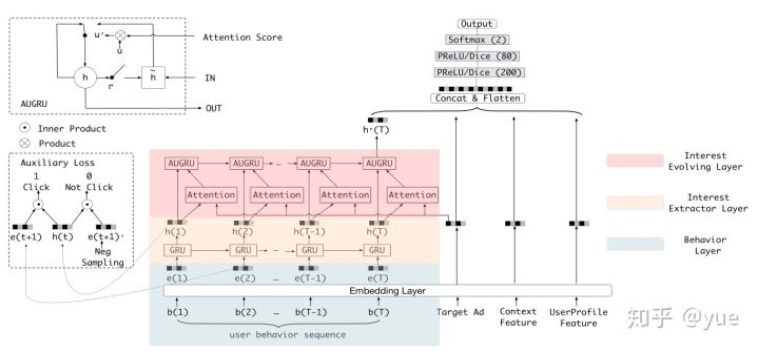 Output
Softmax (2)
PReLU/Dice (80)
PReLU/Dice (200)
Concat & Flatten
h'(T)
Attention Score
u'
u
h
h̃
r
IN
OUT
AUGRU
Inner Product
Product
Auxiliary Loss
1 0
Click Not Click
e(t+1) h(t) e(t+1)'
Neg
Sampling
AUGRU AUGRU ... AUGRU AUGRU
Attention Attention Attention Attention
h(1) h(2) h(T-1) h(T)
GRU GRU ... GRU GRU
e(1) e(2) ... e(T-1) e(T)
Embedding Layer
b(1) b(2) ... b(T-1) b(T) Target Ad Context
Feature UserProfile
Feature
user behavior sequence
Interest
Evolving Layer
Interest
Extractor Layer
Behavior
Layer
知乎 @yue